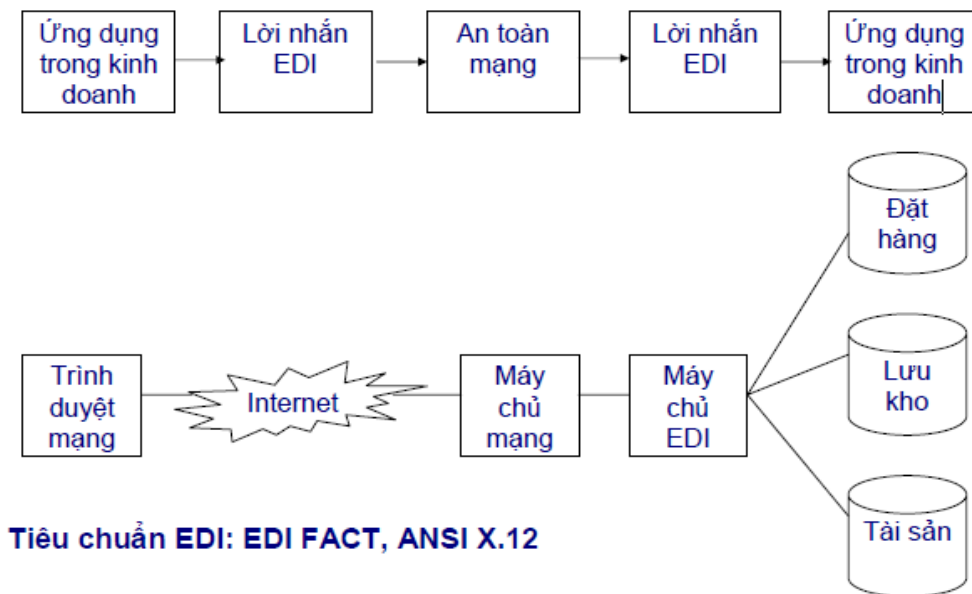 Ứng dụng
trong kinh
doanh
Lời nhắn
EDI
An toàn
mạng
Lời nhắn
EDI
Ứng dụng
trong kinh
doanh
Đặt
hàng
Trình
duyệt
mạng
Internet
Máy
chủ
mạng
Máy
chủ
EDI
Lưu
kho
Tài sản
Tiêu chuẩn EDI: EDI FACT, ANSI X.12